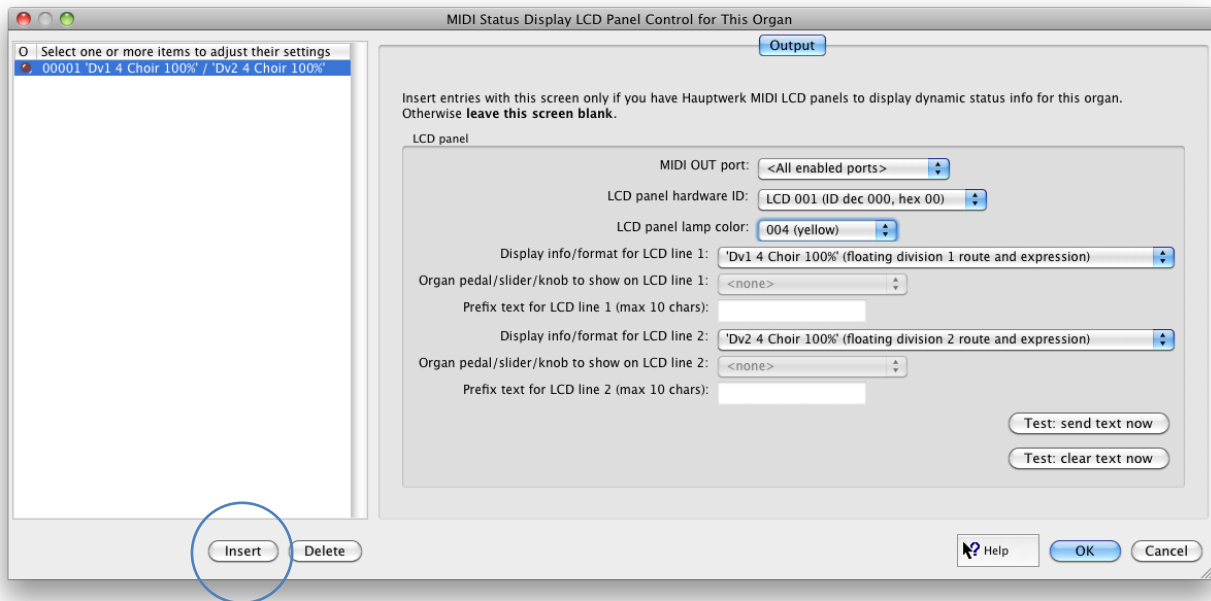 MIDI Status Display LCD Panel Control for This Organ
O Select one or more items to adjust their settings
00001 'Dv1 4 Choir 100%' / 'Dv2 4 Choir 100%'
Output
Insert entries with this screen only if you have Hauptwerk MIDI LCD panels to display dynamic status info for this organ.
Otherwise leave this screen blank.
LCD panel
MIDI OUT port: <All enabled ports>
LCD panel hardware ID: LCD 001 (ID dec 000, hex 00)
LCD panel lamp color: 004 (yellow)
Display info/format for LCD line 1: 'Dv1 4 Choir 100%' (floating division 1 route and expression)
Organ pedal/slider/knob to show on LCD line 1: <none>
Prefix text for LCD line 1 (max 10 chars):
Display info/format for LCD line 2: 'Dv2 4 Choir 100%' (floating division 2 route and expression)
Organ pedal/slider/knob to show on LCD line 2: <none>
Prefix text for LCD line 2 (max 10 chars):
Test: send text now
Test: clear text now
Insert Delete ? Help OK Cancel